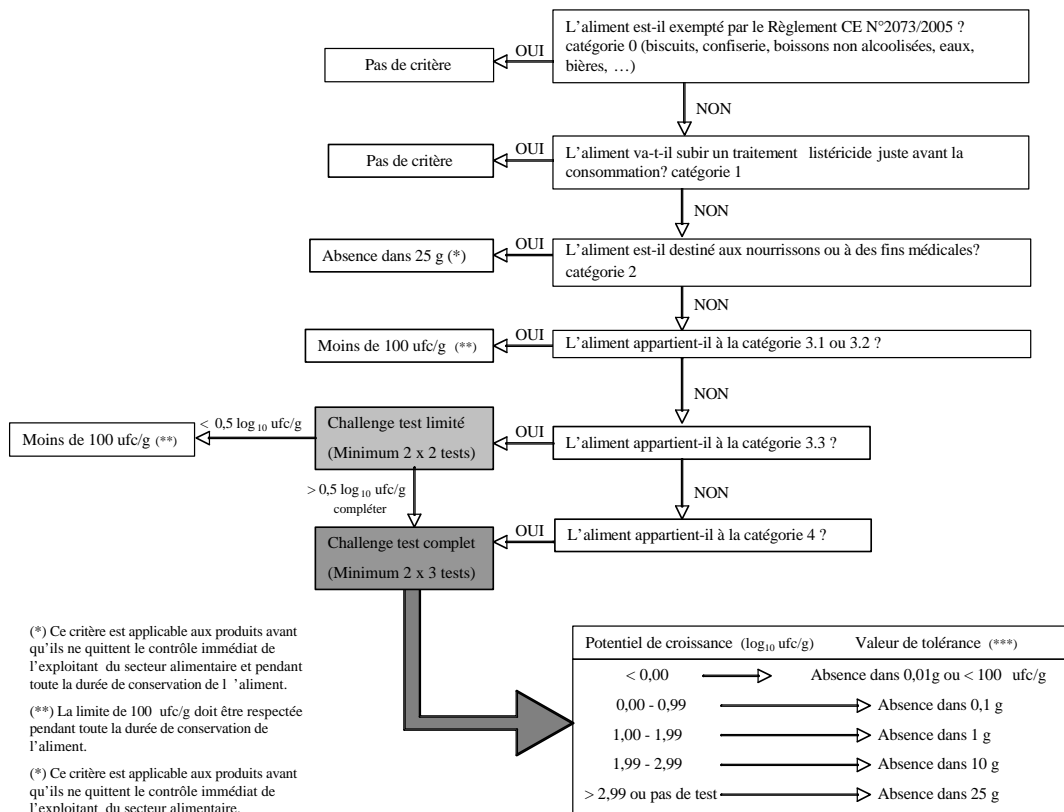 L'aliment est-il exempté par le Règlement CE N°2073/2005 ?
catégorie 0 (biscuits, confiserie, boissons non alcoolisées, eaux,
bières, …)
OUI
Pas de critère
NON
L'aliment va-t-il subir un traitement listéricide juste avant la
consommation? catégorie 1
OUI
Pas de critère
NON
L'aliment est-il destiné aux nourrissons ou à des fins médicales?
catégorie 2
OUI
Absence dans 25 g (*)
NON
L'aliment appartient-il à la catégorie 3.1 ou 3.2 ?
OUI
Moins de 100 ufc/g (**)
NON
L'aliment appartient-il à la catégorie 3.3 ?
OUI
Challenge test limité
(Minimum 2 x 2 tests)
< 0,5 log10 ufc/g
Moins de 100 ufc/g (**)
> 0,5 log10 ufc/g
compléter
NON
L'aliment appartient-il à la catégorie 4 ?
OUI
Challenge test complet
(Minimum 2 x 3 tests)
Potentiel de croissance (log10 ufc/g) Valeur de tolérance (***)
< 0,00 Absence dans 0,01g ou < 100 ufc/g
0,00 - 0,99 Absence dans 0,1 g
1,00 - 1,99 Absence dans 1 g
1,99 - 2,99 Absence dans 10 g
> 2,99 ou pas de test Absence dans 25 g
(*) Ce critère est applicable aux produits avant
qu'ils ne quittent le contrôle immédiat de
l'exploitant du secteur alimentaire et pendant
toute la durée de conservation de l 'aliment.
(**) La limite de 100 ufc/g doit être respectée
pendant toute la durée de conservation de
l'aliment.
(*) Ce critère est applicable aux produits avant
qu'ils ne quittent le contrôle immédiat de
l'exploitant du secteur alimentaire.